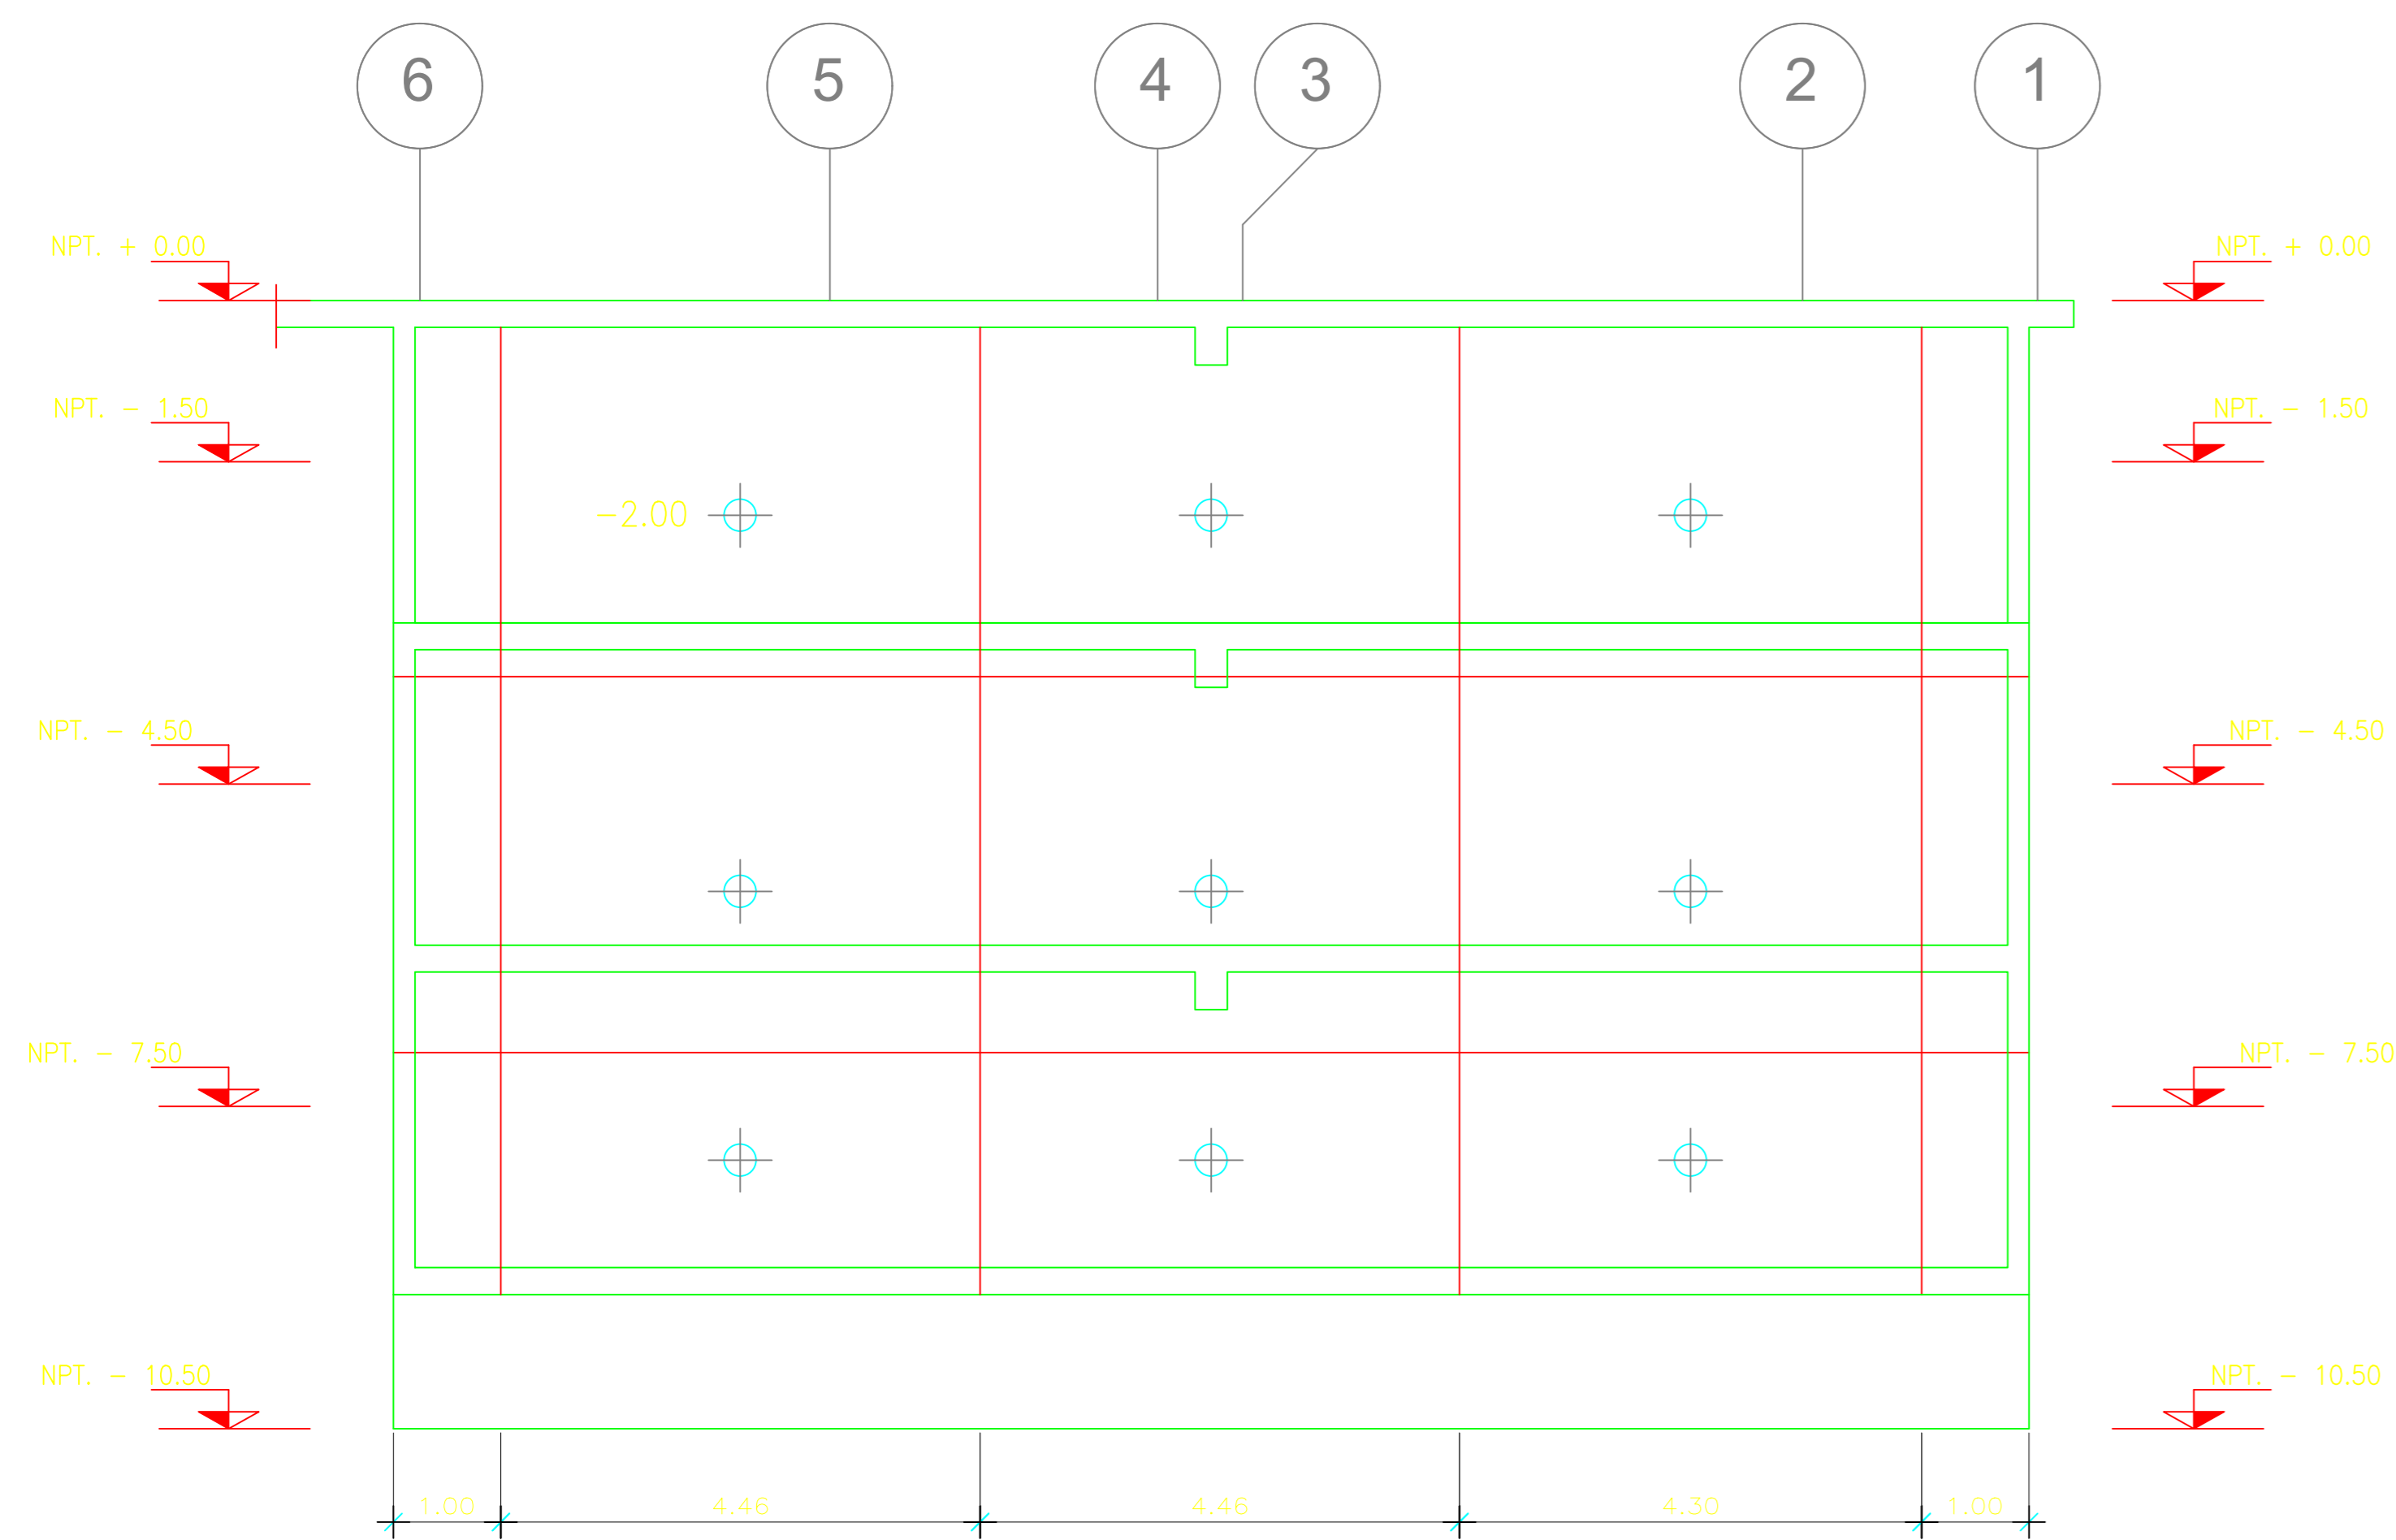 6 5 4 3 2 1
NPT. + 0.00 NPT. + 0.00
NPT. - 1.50 NPT. - 1.50
-2.00
NPT. - 4.50 NPT. - 4.50
NPT. - 7.50 NPT. - 7.50
NPT. - 10.50 NPT. - 10.50
1.00 4.46 4.46 4.30 1.00